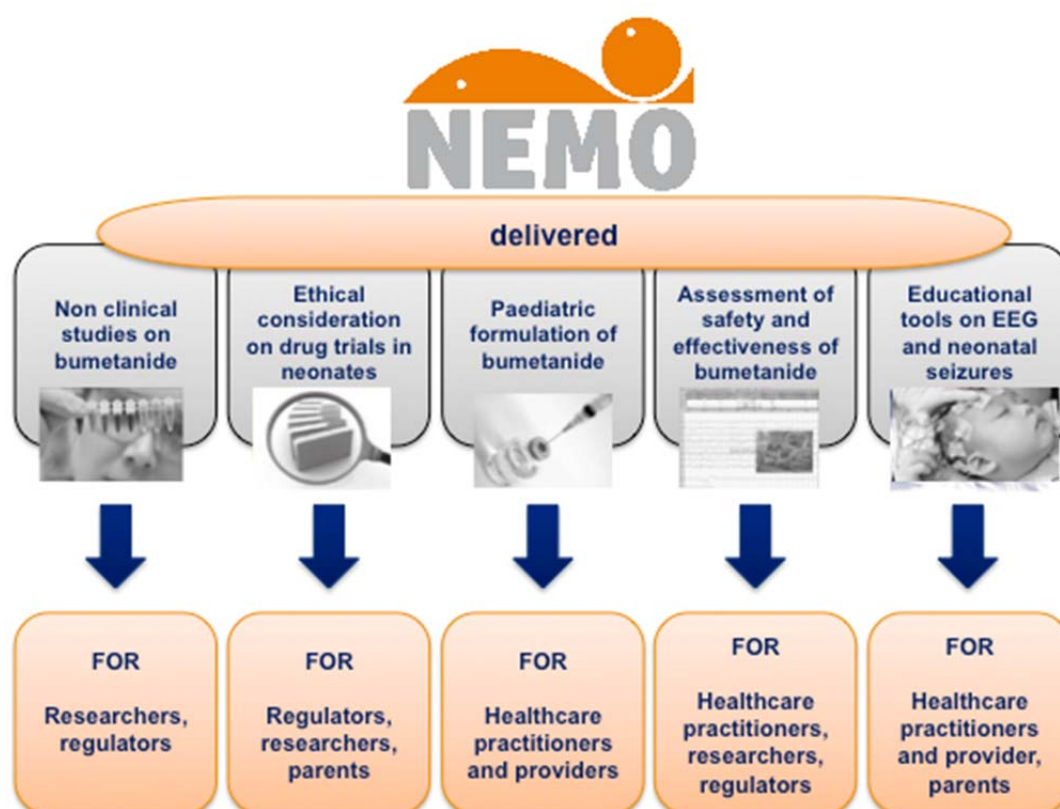 NEMO
delivered
Non clinical
studies on
bumetanide
Ethical
consideration
on drug trials in
neonates
Paediatric
formulation of
bumetanide
Assessment of
safety and
effectiveness of
bumetanide
Educational
tools on EEG
and neonatal
seizures
FOR
Researchers,
regulators
FOR
Regulators,
researchers,
parents
FOR
Healthcare
practitioners
and providers
FOR
Healthcare
practitioners,
researchers,
regulators
FOR
Healthcare
practitioners
and provider,
parents